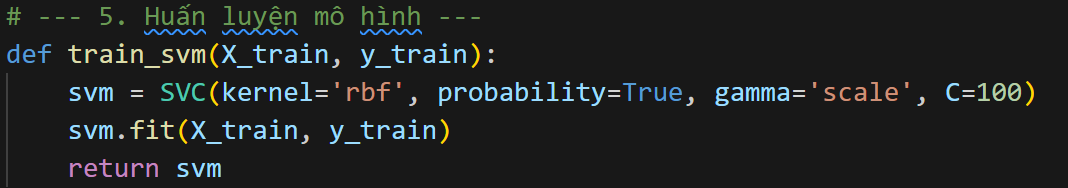 # --- 5. Huấn luyện mô hình ---
def train_svm(X_train, y_train):
    svm = SVC(kernel='rbf', probability=True, gamma='scale', C=100)
    svm.fit(X_train, y_train)
    return svm